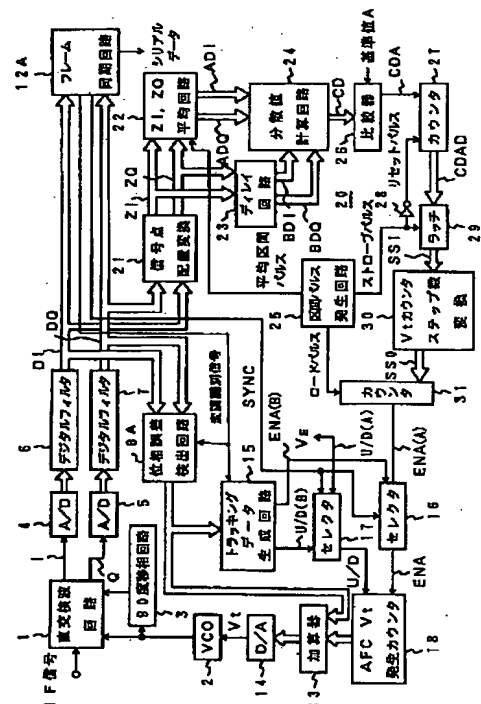 IF信号
1
直交検波
回路
I
Q
90度移相回路
3
4
A/D
A/D
5
6
デジタルフィルタ
デジタルフィルタ
7
DI
DQ
12A
フレーム
同期回路
シリアル
データ
21
信号点
配置変換
ZI
ZQ
22
ZI, ZQ
平均回路
ADI
ADQ
23
ディレイ
回路
BDI
BDQ
24
分散値
計算回路
CD
基準値A
26
比較器
CDA
27
カウンタ
リセットパルス
28
20
ストローブパルス
CDAD
ラッチ
29
SS1
平均区間
パルス
25
区間パルス
発生回路
ロードパルス
30
Vtカウンタ
ステップ数
変換
SS0
カウンタ
31
位相誤差
検出回路
8A
変調識別信号
SYNC
トラッキング
データ
生成回路
15
ENA(B)
U/D(B)
VE
U/D(A)
ENA(A)
セレクタ
17
セレクタ
16
U/D
ENA
2
VCO
Vt
14
D/A
13
加算器
AFC Vt
発生カウンタ
18